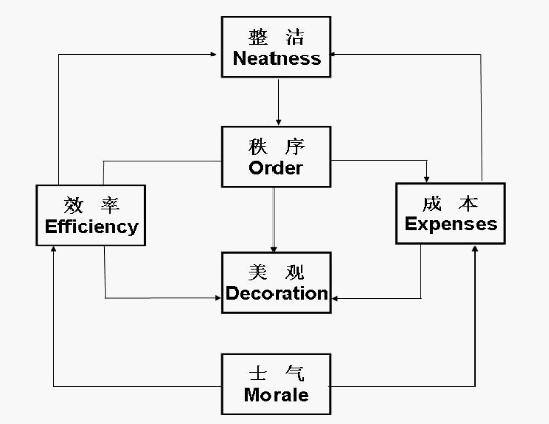 整 洁
Neatness
秩 序
Order
效 率
Efficiency
成 本
Expenses
美 观
Decoration
士 气
Morale